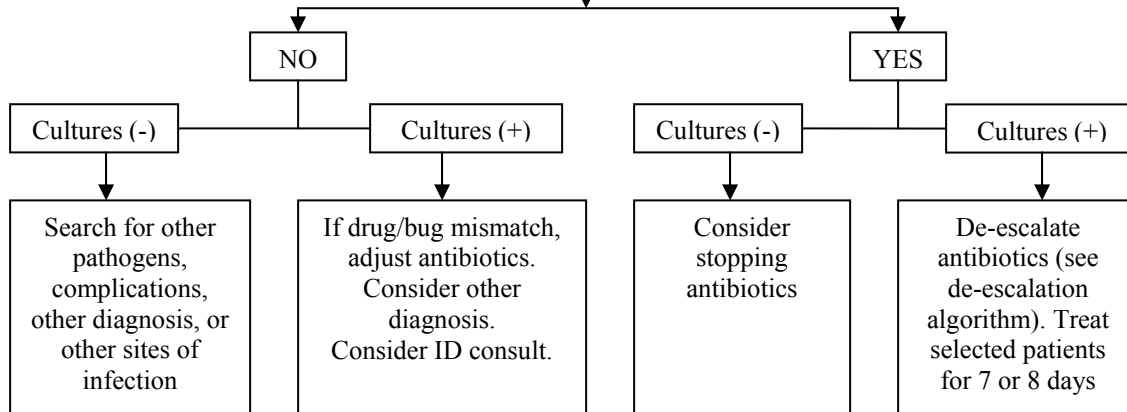 NO
YES
Cultures (-)
Cultures (+)
Cultures (-)
Cultures (+)
Search for other
pathogens,
complications,
other diagnosis, or
other sites of
infection
If drug/bug mismatch,
adjust antibiotics.
Consider other
diagnosis.
Consider ID consult.
Consider
stopping
antibiotics
De-escalate
antibiotics (see
de-escalation
algorithm). Treat
selected patients
for 7 or 8 days